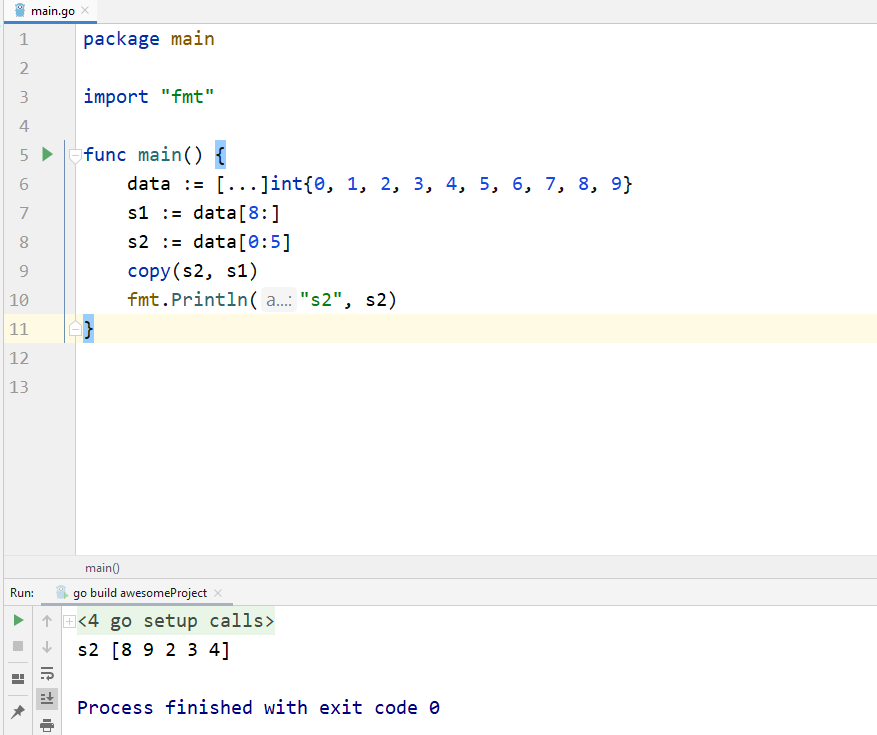 main.go
1 package main
2
3 import "fmt"
4
5 func main() {
6 data := [...]int{0, 1, 2, 3, 4, 5, 6, 7, 8, 9}
7 s1 := data[8:]
8 s2 := data[0:5]
9 copy(s2, s1)
10 fmt.Println( a...: "s2", s2)
11 }
12
13
main()
Run: go build awesomeProject
<4 go setup calls>
s2 [8 9 2 3 4]
Process finished with exit code 0